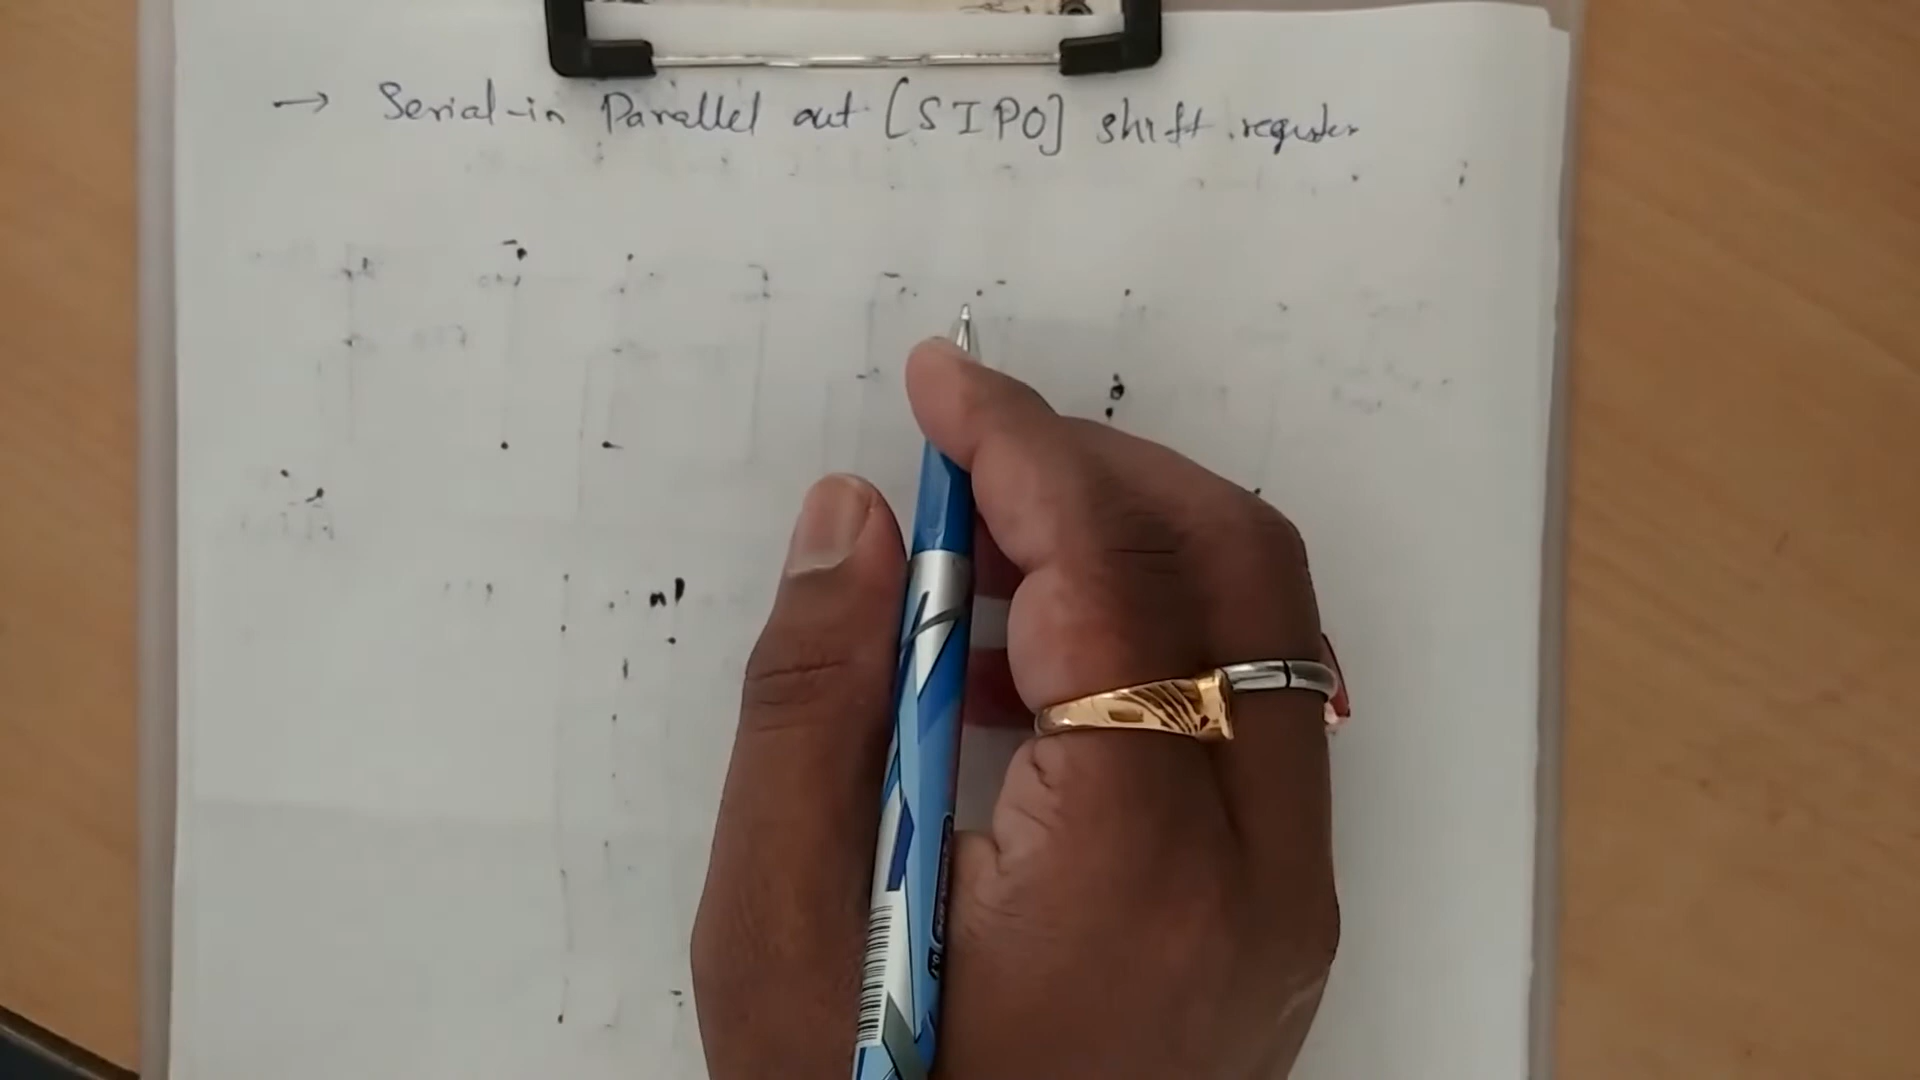 → Serial-in Parallel out [SIPO] shift register